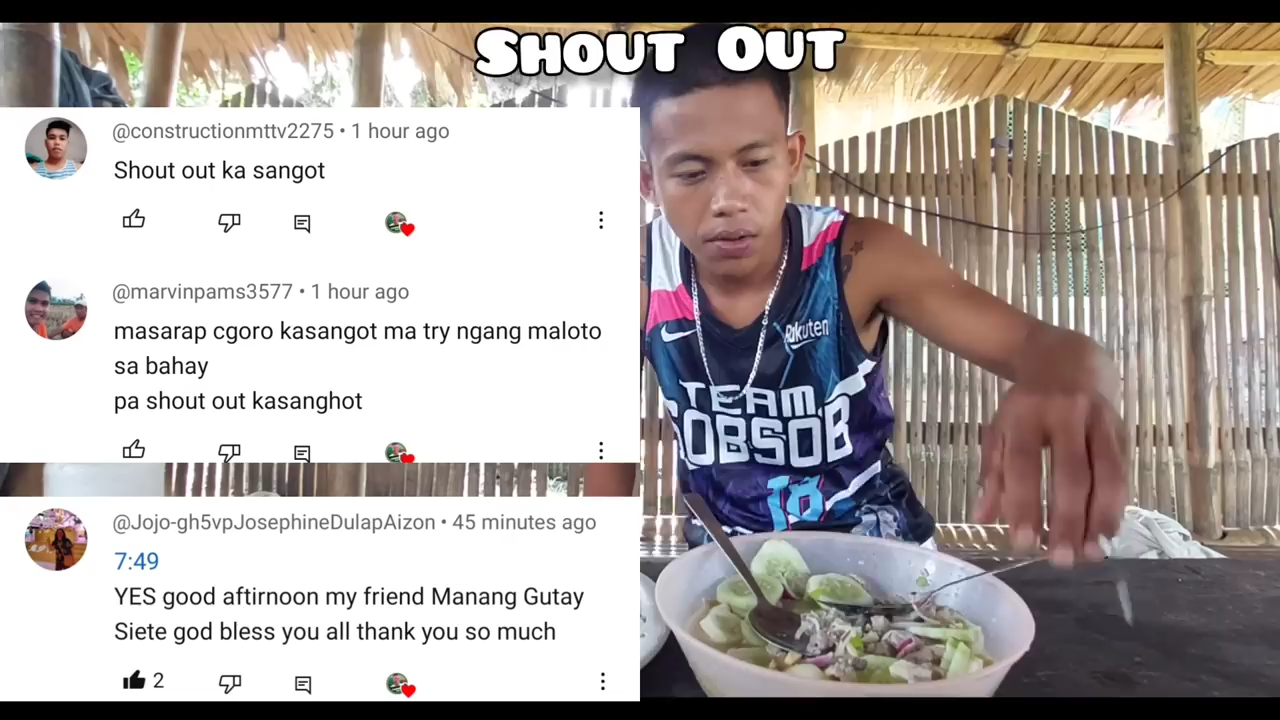 SHOUT OUT
@constructionmttv2275 • 1 hour ago
Shout out ka sangot
@marvinpams3577 • 1 hour ago
masarap cgoro kasangot ma try ngang maloto
sa bahay
pa shout out kasanghot
@Jojo-gh5vpJosephineDulapAizon • 45 minutes ago
7:49
YES good aftirnoon my friend Manang Gutay
Siete god bless you all thank you so much
2
Rakuten
TEAM
SOBSOB
18